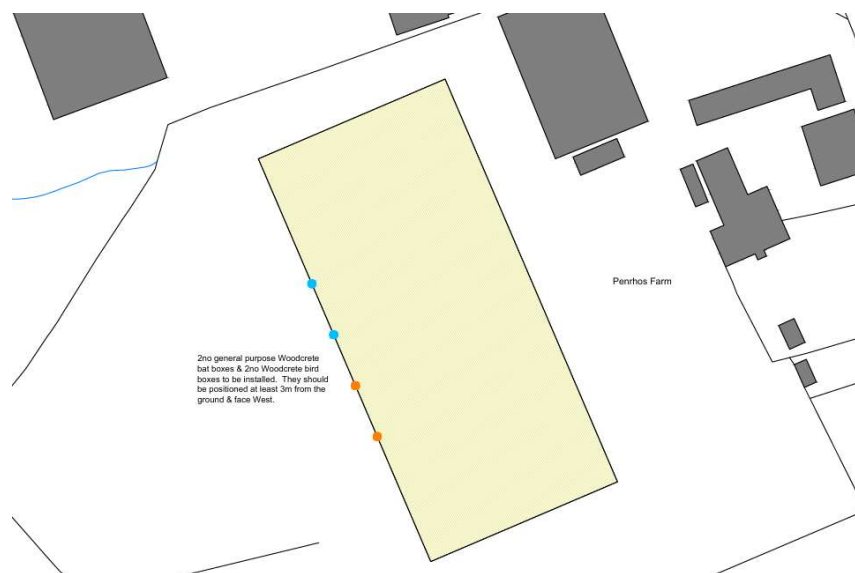 Penrhos Farm
2no general purpose Woodcrete
bat boxes & 2no Woodcrete bird
boxes to be installed.  They should
be positioned at least 3m from the
ground & face West.